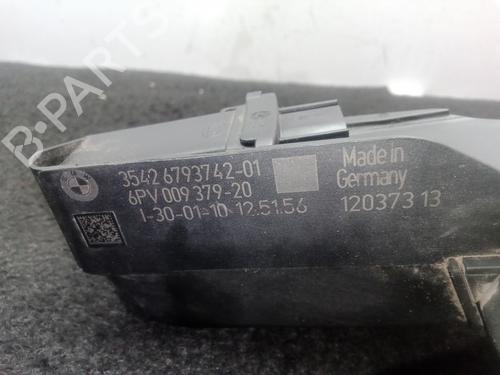 B-PARTS
BMW
3542 6793742-01
6PV 009 379-20
I-30-01-10 12:51:56
Made in
Germany
120373 13